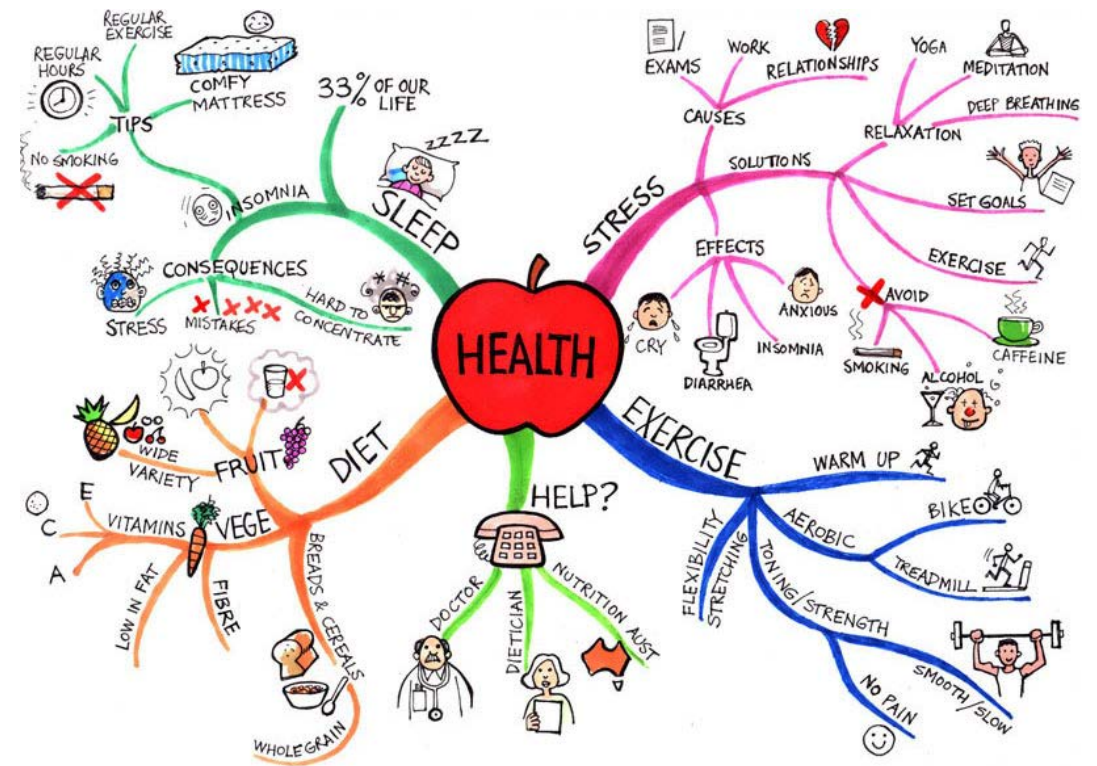 HEALTH
SLEEP
33% OF OUR
LIFE
zzzz
INSOMNIA
TIPS
REGULAR
EXERCISE
REGULAR
HOURS
COMFY
MATTRESS
NO SMOKING
CONSEQUENCES
STRESS
MISTAKES
HARD TO
CONCENTRATE
*#
STRESS
CAUSES
EXAMS
WORK
RELATIONSHIPS
SOLUTIONS
RELAXATION
YOGA
MEDITATION
DEEP BREATHING
SET GOALS
EXERCISE
AVOID
SMOKING
ALCOHOL
CAFFEINE
EFFECTS
CRY
DIARRHEA
INSOMNIA
ANXIOUS
EXERCISE
WARM UP
AEROBIC
BIKE
TREADMILL
TONING/STRENGTH
SMOOTH/SLOW
NO PAIN
FLEXIBILITY
STRETCHING
HELP?
DOCTOR
DIETICIAN
NUTRITION AUST
DIET
FRUIT
WIDE
VARIETY
VEGE
VITAMINS
E
C
A
LOW IN FAT
FIBRE
BREADS & CEREALS
WHOLEGRAIN